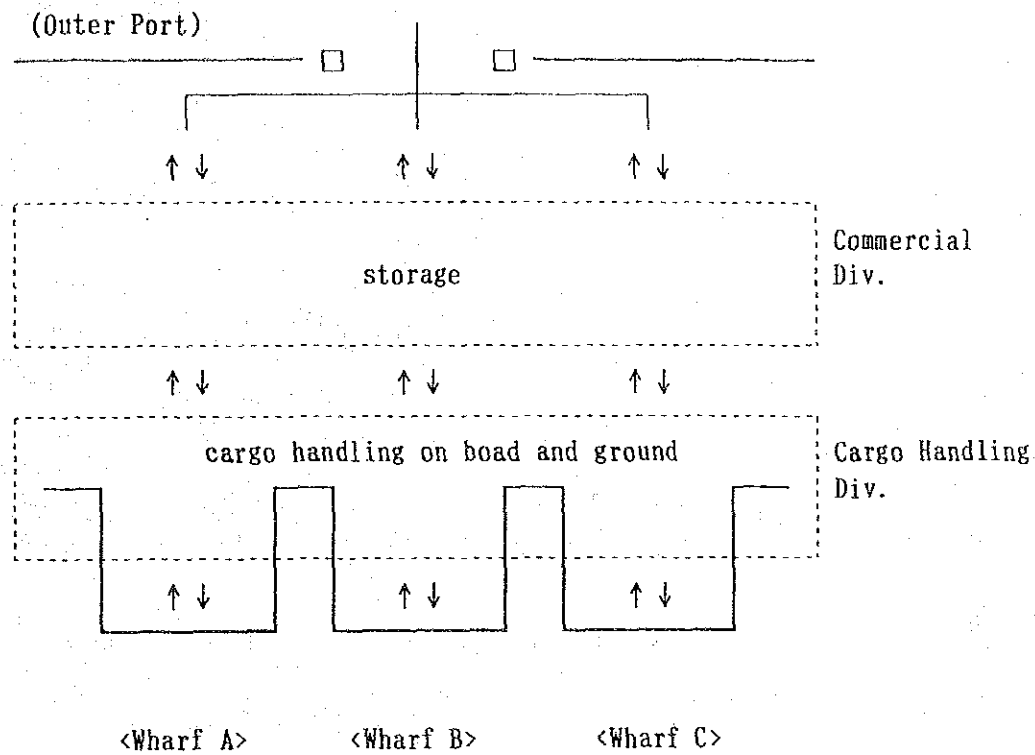 (Outer Port)
↑ ↓ ↑ ↓ ↑ ↓
storage
Commercial
Div.
↑ ↓ ↑ ↓ ↑ ↓
cargo handling on boad and ground
Cargo Handling
Div.
↑ ↓ ↑ ↓ ↑ ↓
<Wharf A> <Wharf B> <Wharf C>